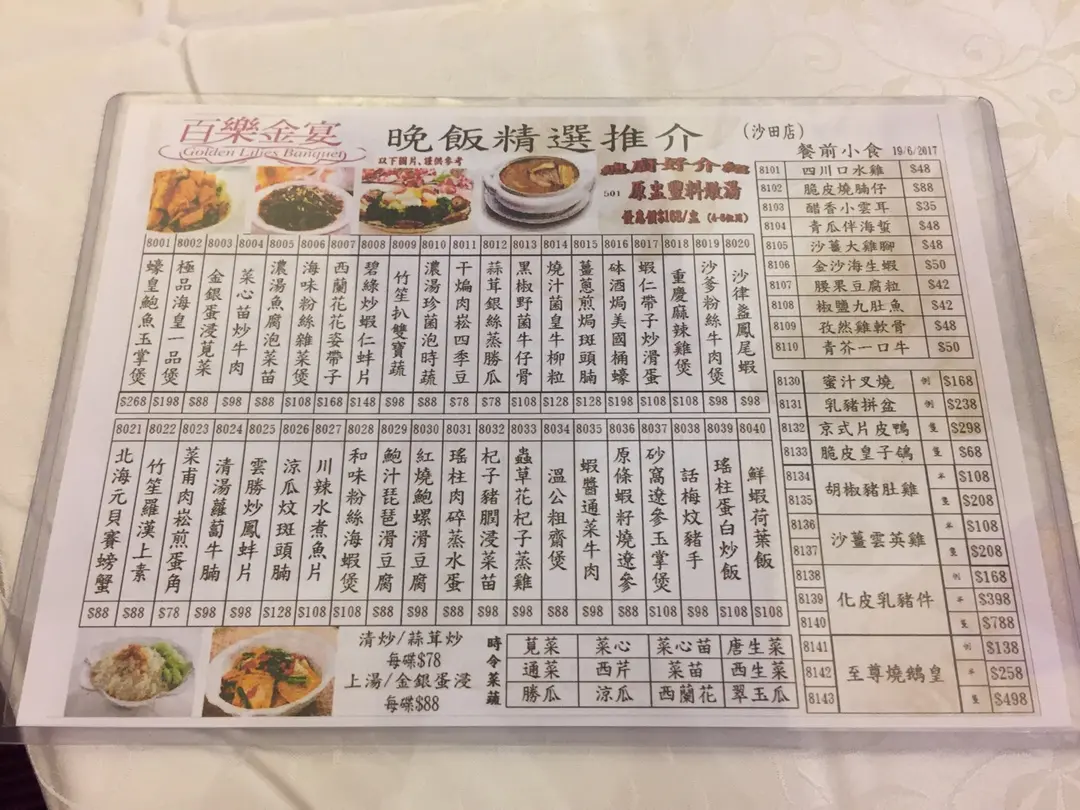 百樂金宴
Golden Lilies Banquet
晚飯精選推介
(沙田店)
以下圖片、謹供參考
廚好介
501 原盅豐料燉湯
優惠價$168/盅 (4-6位用)
餐前小食 19/6/2017
8101 四川口水雞 $48
8102 脆皮燒腩仔 $88
8103 醋香小雲耳 $35
8104 青瓜伴海蜇 $48
8105 沙薑大雞腳 $48
8106 金沙海生蝦 $50
8107 腰果豆腐粒 $42
8108 椒鹽九肚魚 $42
8109 孜然雞軟骨 $48
8110 青芥一口牛 $50
8001 蠔皇鮑魚玉掌煲 $268
8002 極品海皇一品煲 $198
8003 金銀蛋浸莧菜 $88
8004 菜心苗炒牛肉 $98
8005 濃湯魚腐泡菜苗 $88
8006 海味粉絲雜菜煲 $108
8007 西蘭花花姿帶子 $168
8008 碧綠炒蝦仁蚌片 $148
8009 竹笙扒雙寶蔬 $98
8010 濃湯珍菌泡時蔬 $88
8011 干煸肉崧四季豆 $78
8012 蒜茸銀絲蒸勝瓜 $78
8013 黑椒野菌牛仔骨 $108
8014 燒汁菌皇牛柳粒 $128
8015 薑蔥煎焗斑頭腩 $128
8016 砵酒焗美國桶蠔 $198
8017 蝦仁帶子炒滑蛋 $108
8018 重慶麻辣雞煲 $108
8019 沙爹粉絲牛肉煲 $98
8020 沙律盞鳳尾蝦 $98
8021 北海元貝賽螃蟹 $88
8022 竹笙羅漢上素 $88
8023 菜甫肉崧煎蛋角 $78
8024 清湯蘿蔔牛腩 $98
8025 雲勝炒鳳蚌片 $98
8026 涼瓜炆斑頭腩 $128
8027 川辣水煮魚片 $108
8028 和味粉絲海蝦煲 $108
8029 鮑汁琵琶滑豆腐 $88
8030 紅燒鮑螺滑豆腐 $98
8031 瑤柱肉碎蒸水蛋 $88
8032 杞子豬膶浸菜苗 $98
8033 蟲草花杞子蒸雞 $98
8034 溫公粗齋煲 $88
8035 蝦醬通菜牛肉 $98
8036 原條蝦籽燒遼參 $88
8037 砂窩遼參玉掌煲 $108
8038 話梅炆豬手 $98
8039 瑤柱蛋白炒飯 $108
8040 鮮蝦荷葉飯 $108
8130 蜜汁叉燒 例 $168
8131 乳豬拼盆 例 $238
8132 京式片皮鴨 隻 $298
8133 脆皮皇子鴿 隻 $68
8134 胡椒豬肚雞 半 $108
8135 隻 $208
8136 沙薑雲英雞 半 $108
8137 隻 $208
8138 化皮乳豬件 例 $168
8139 半 $398
8140 隻 $788
8141 至尊燒鵝皇 例 $138
8142 半 $258
8143 隻 $498
清炒/蒜茸炒
每碟$78
上湯/金銀蛋浸
每碟$88
時令菜蔬
莧菜 菜心 菜心苗 唐生菜
通菜 西芹 菜苗 西生菜
勝瓜 涼瓜 西蘭花 翠玉瓜